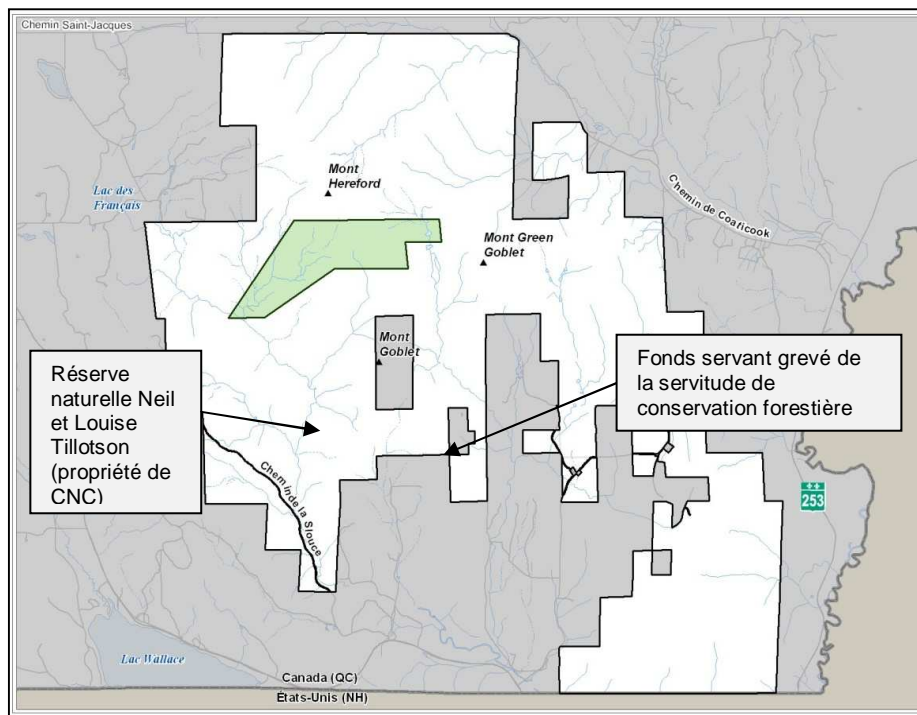 Chemin Saint-Jacques
Mont
Hereford
Lac des
Français
Chemin de Coaticook
Mont Green
Goblet
Mont
Goblet
Réserve
naturelle Neil
et Louise
Tillotson
(propriété de
CNC)
Fonds servant grevé de
la servitude de
conservation forestière
Chemin de la Slouce
253
Lac Wallace
Canada (QC)
États-Unis (NH)